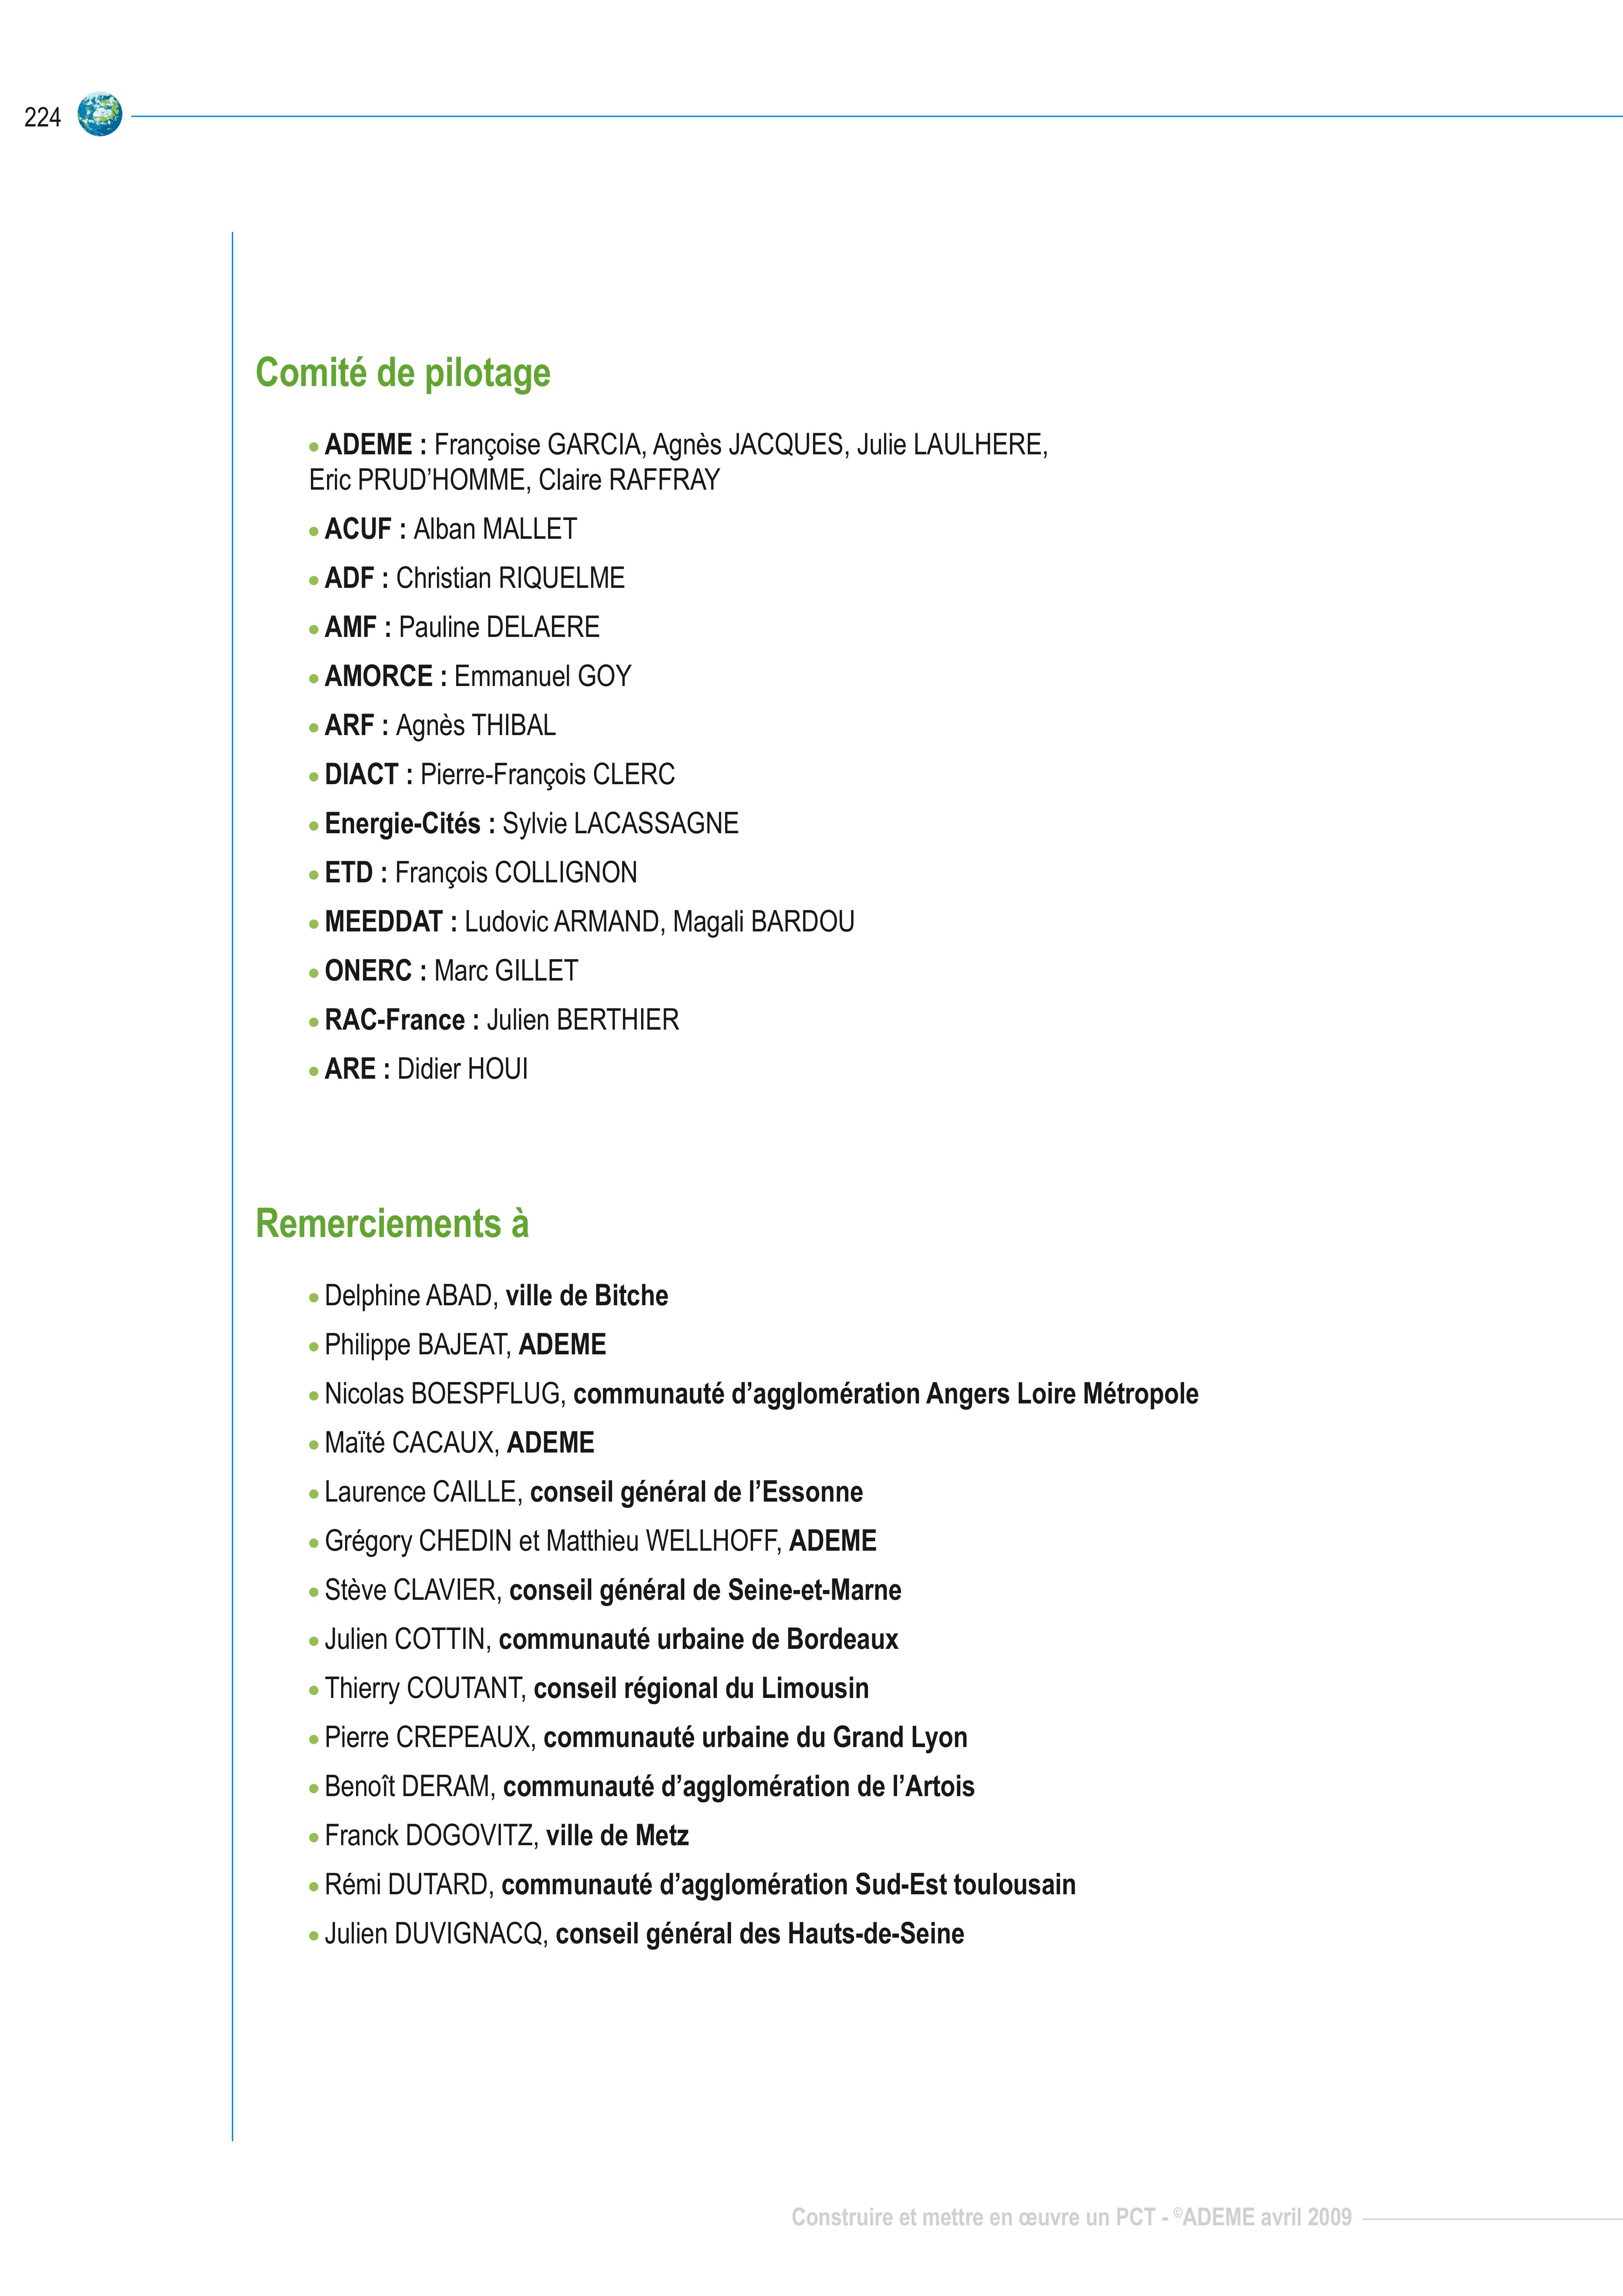 224
Comité de pilotage
● ADEME : Françoise GARCIA, Agnès JACQUES, Julie LAULHERE,
Eric PRUD’HOMME, Claire RAFFRAY
● ACUF : Alban MALLET
● ADF : Christian RIQUELME
● AMF : Pauline DELAERE
● AMORCE : Emmanuel GOY
● ARF : Agnès THIBAL
● DIACT : Pierre-François CLERC
● Energie-Cités : Sylvie LACASSAGNE
● ETD : François COLLIGNON
● MEEDDAT : Ludovic ARMAND, Magali BARDOU
● ONERC : Marc GILLET
● RAC-France : Julien BERTHIER
● ARE : Didier HOUI
Remerciements à
● Delphine ABAD, ville de Bitche
● Philippe BAJEAT, ADEME
● Nicolas BOESPFLUG, communauté d’agglomération Angers Loire Métropole
● Maïté CACAUX, ADEME
● Laurence CAILLE, conseil général de l’Essonne
● Grégory CHEDIN et Matthieu WELLHOFF, ADEME
● Stève CLAVIER, conseil général de Seine-et-Marne
● Julien COTTIN, communauté urbaine de Bordeaux
● Thierry COUTANT, conseil régional du Limousin
● Pierre CREPEAUX, communauté urbaine du Grand Lyon
● Benoît DERAM, communauté d’agglomération de l’Artois
● Franck DOGOVITZ, ville de Metz
● Rémi DUTARD, communauté d’agglomération Sud-Est toulousain
● Julien DUVIGNACQ, conseil général des Hauts-de-Seine
Construire et mettre en œuvre un PCT - ©ADEME avril 2009